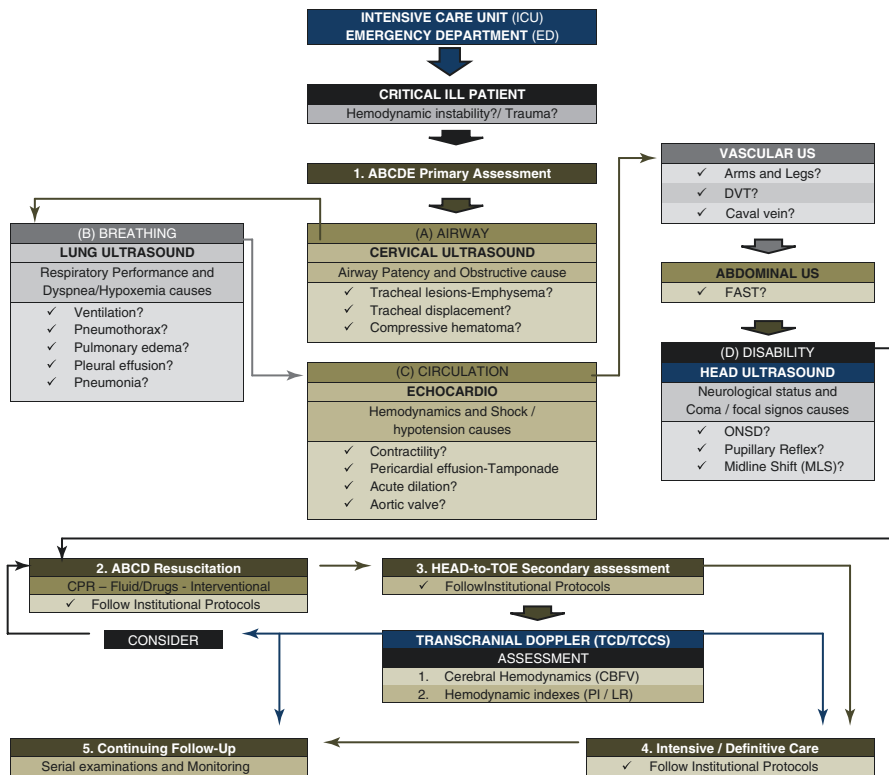 INTENSIVE CARE UNIT (ICU)
EMERGENCY DEPARTMENT (ED)
CRITICAL ILL PATIENT
Hemodynamic instability?/ Trauma?
1. ABCDE Primary Assessment
(A) AIRWAY
CERVICAL ULTRASOUND
Airway Patency and Obstructive cause
✓ Tracheal lesions-Emphysema?
✓ Tracheal displacement?
✓ Compressive hematoma?
(B) BREATHING
LUNG ULTRASOUND
Respiratory Performance and
Dyspnea/Hypoxemia causes
✓ Ventilation?
✓ Pneumothorax?
✓ Pulmonary edema?
✓ Pleural effusion?
✓ Pneumonia?
(C) CIRCULATION
ECHOCARDIO
Hemodynamics and Shock /
hypotension causes
✓ Contractility?
✓ Pericardial effusion-Tamponade
✓ Acute dilation?
✓ Aortic valve?
VASCULAR US
✓ Arms and Legs?
✓ DVT?
✓ Caval vein?
ABDOMINAL US
✓ FAST?
(D) DISABILITY
HEAD ULTRASOUND
Neurological status and
Coma / focal signos causes
✓ ONSD?
✓ Pupillary Reflex?
✓ Midline Shift (MLS)?
2. ABCD Resuscitation
CPR – Fluid/Drugs - Interventional
✓ Follow Institutional Protocols
3. HEAD-to-TOE Secondary assessment
✓ FollowInstitutional Protocols
CONSIDER
TRANSCRANIAL DOPPLER (TCD/TCCS)
ASSESSMENT
1. Cerebral Hemodynamics (CBFV)
2. Hemodynamic indexes (PI / LR)
5. Continuing Follow-Up
Serial examinations and Monitoring
4. Intensive / Definitive Care
✓ Follow Institutional Protocols